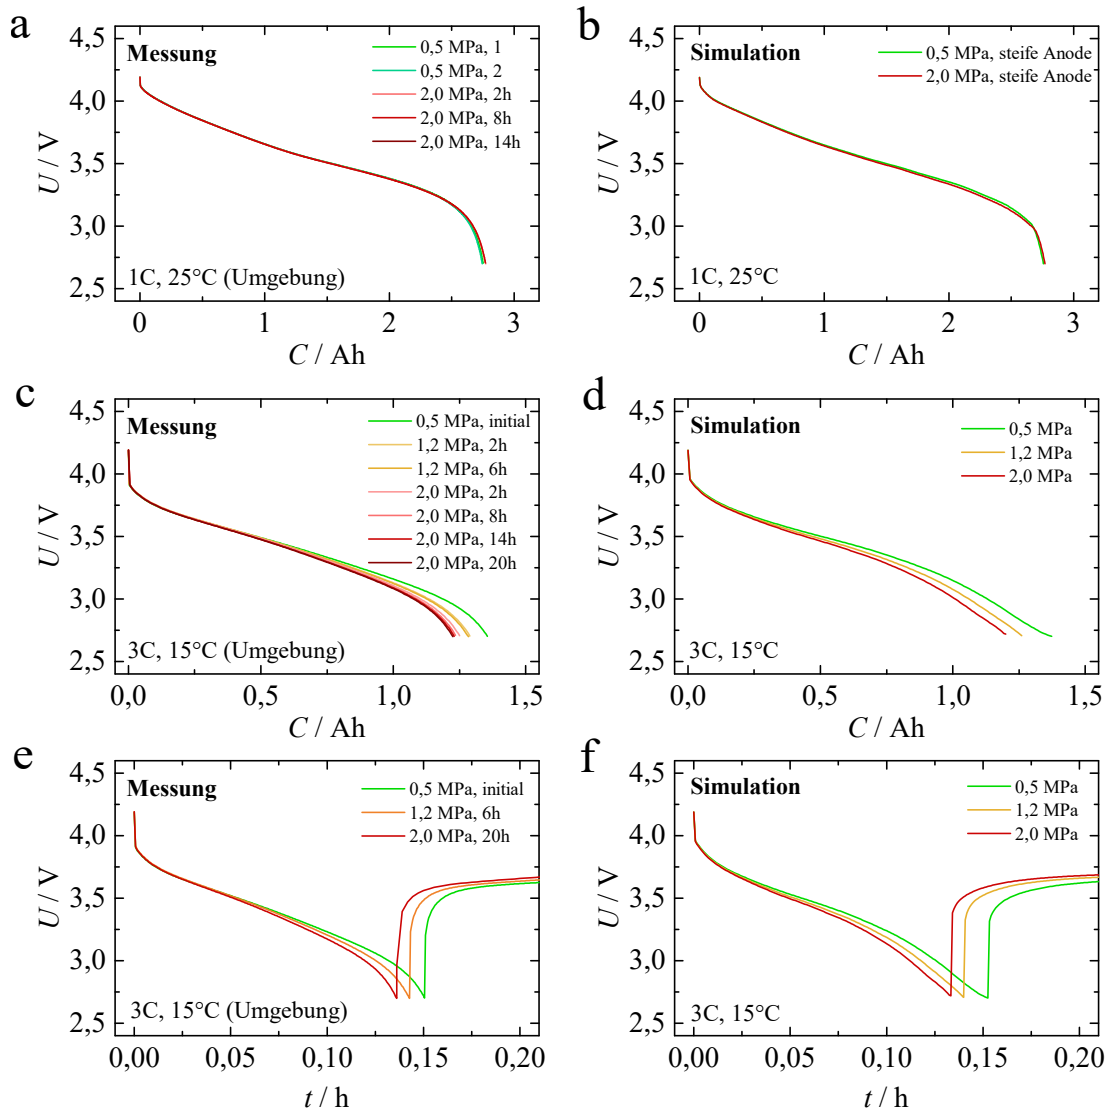 a
Messung
0,5 MPa, 1
0,5 MPa, 2
2,0 MPa, 2h
2,0 MPa, 8h
2,0 MPa, 14h
4,5
4,0
3,5
3,0
2,5
U / V
1C, 25°C (Umgebung)
0 1 2 3
C / Ah
b
Simulation
0,5 MPa, steife Anode
2,0 MPa, steife Anode
4,5
4,0
3,5
3,0
2,5
U / V
1C, 25°C
0 1 2 3
C / Ah
c
Messung
0,5 MPa, initial
1,2 MPa, 2h
1,2 MPa, 6h
2,0 MPa, 2h
2,0 MPa, 8h
2,0 MPa, 14h
2,0 MPa, 20h
4,5
4,0
3,5
3,0
2,5
U / V
3C, 15°C (Umgebung)
0,0 0,5 1,0 1,5
C / Ah
d
Simulation
0,5 MPa
1,2 MPa
2,0 MPa
4,5
4,0
3,5
3,0
2,5
U / V
3C, 15°C
0,0 0,5 1,0 1,5
C / Ah
e
Messung
0,5 MPa, initial
1,2 MPa, 6h
2,0 MPa, 20h
4,5
4,0
3,5
3,0
2,5
U / V
3C, 15°C (Umgebung)
0,00 0,05 0,10 0,15 0,20
t / h
f
Simulation
0,5 MPa
1,2 MPa
2,0 MPa
4,5
4,0
3,5
3,0
2,5
U / V
3C, 15°C
0,00 0,05 0,10 0,15 0,20
t / h